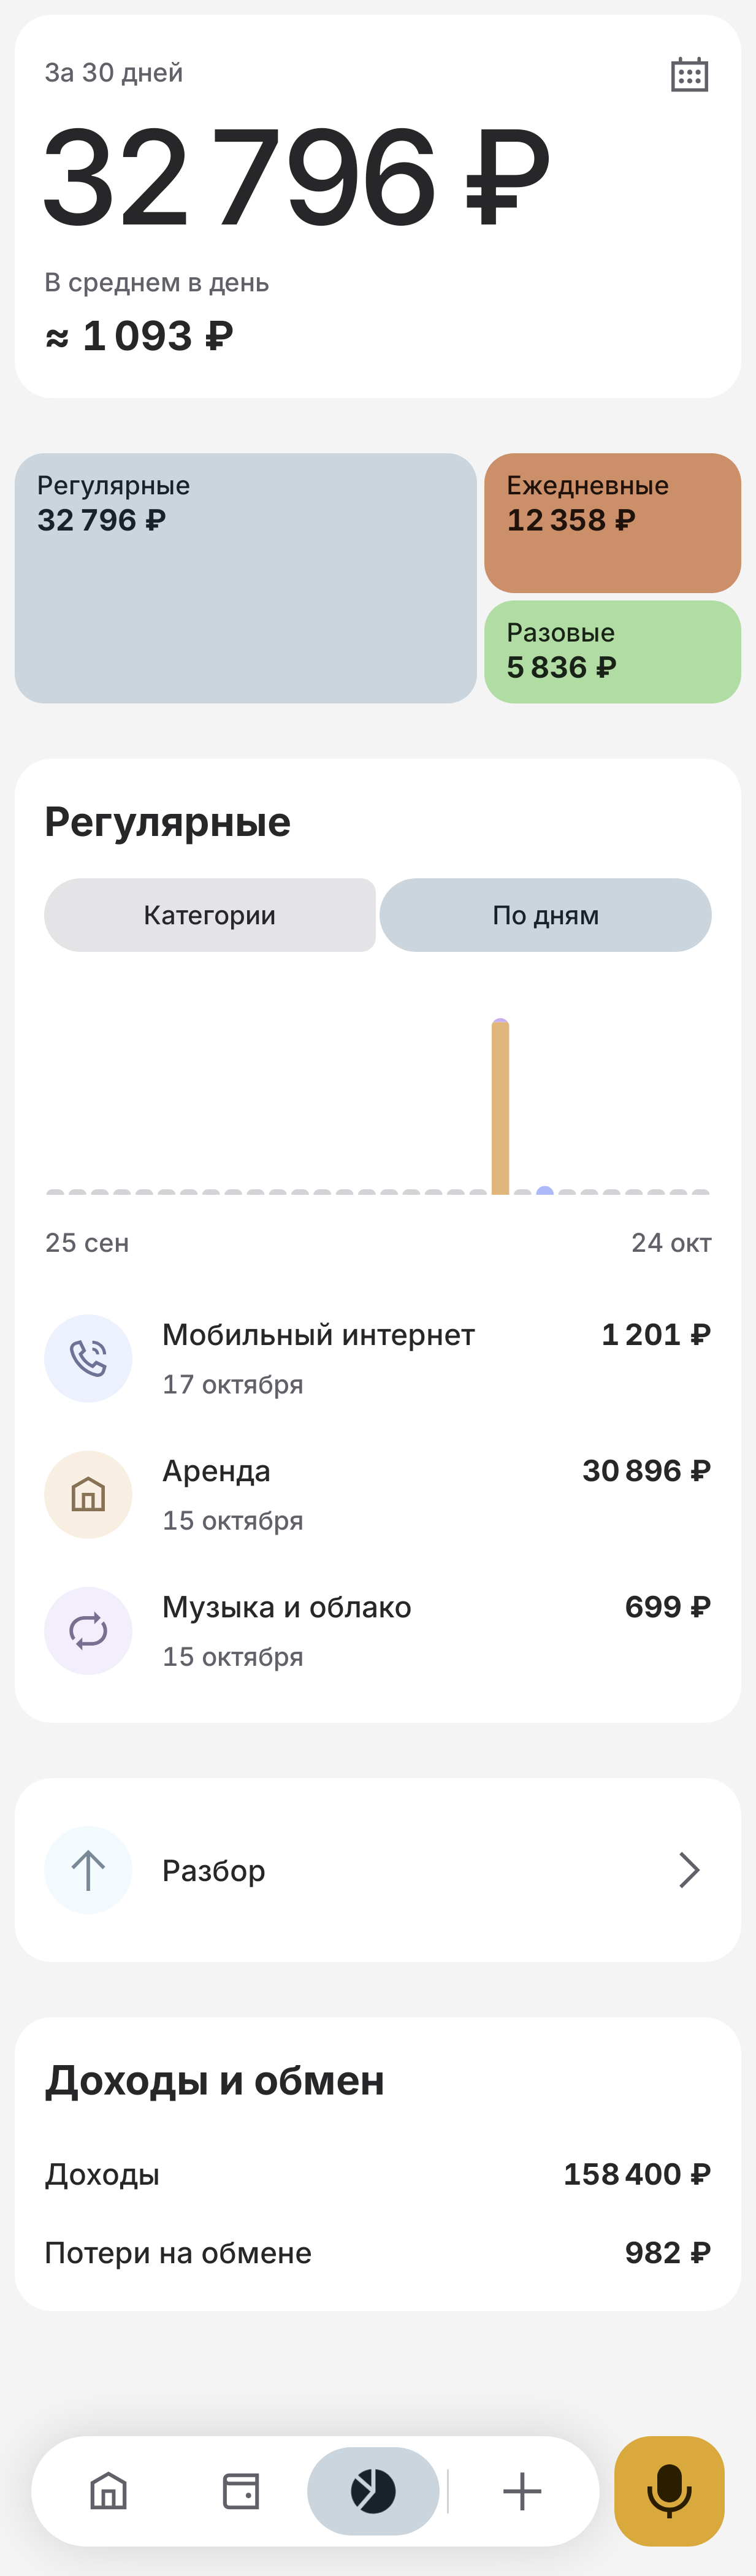 За 30 дней
32 796 ₽
В среднем в день
≈ 1 093 ₽
Регулярные
32 796 ₽
Ежедневные
12 358 ₽
Разовые
5 836 ₽
Регулярные
Категории
По дням
25 сен
24 окт
Мобильный интернет
1 201 ₽
17 октября
Аренда
30 896 ₽
15 октября
Музыка и облако
699 ₽
15 октября
Разбор
Доходы и обмен
Доходы
158 400 ₽
Потери на обмене
982 ₽